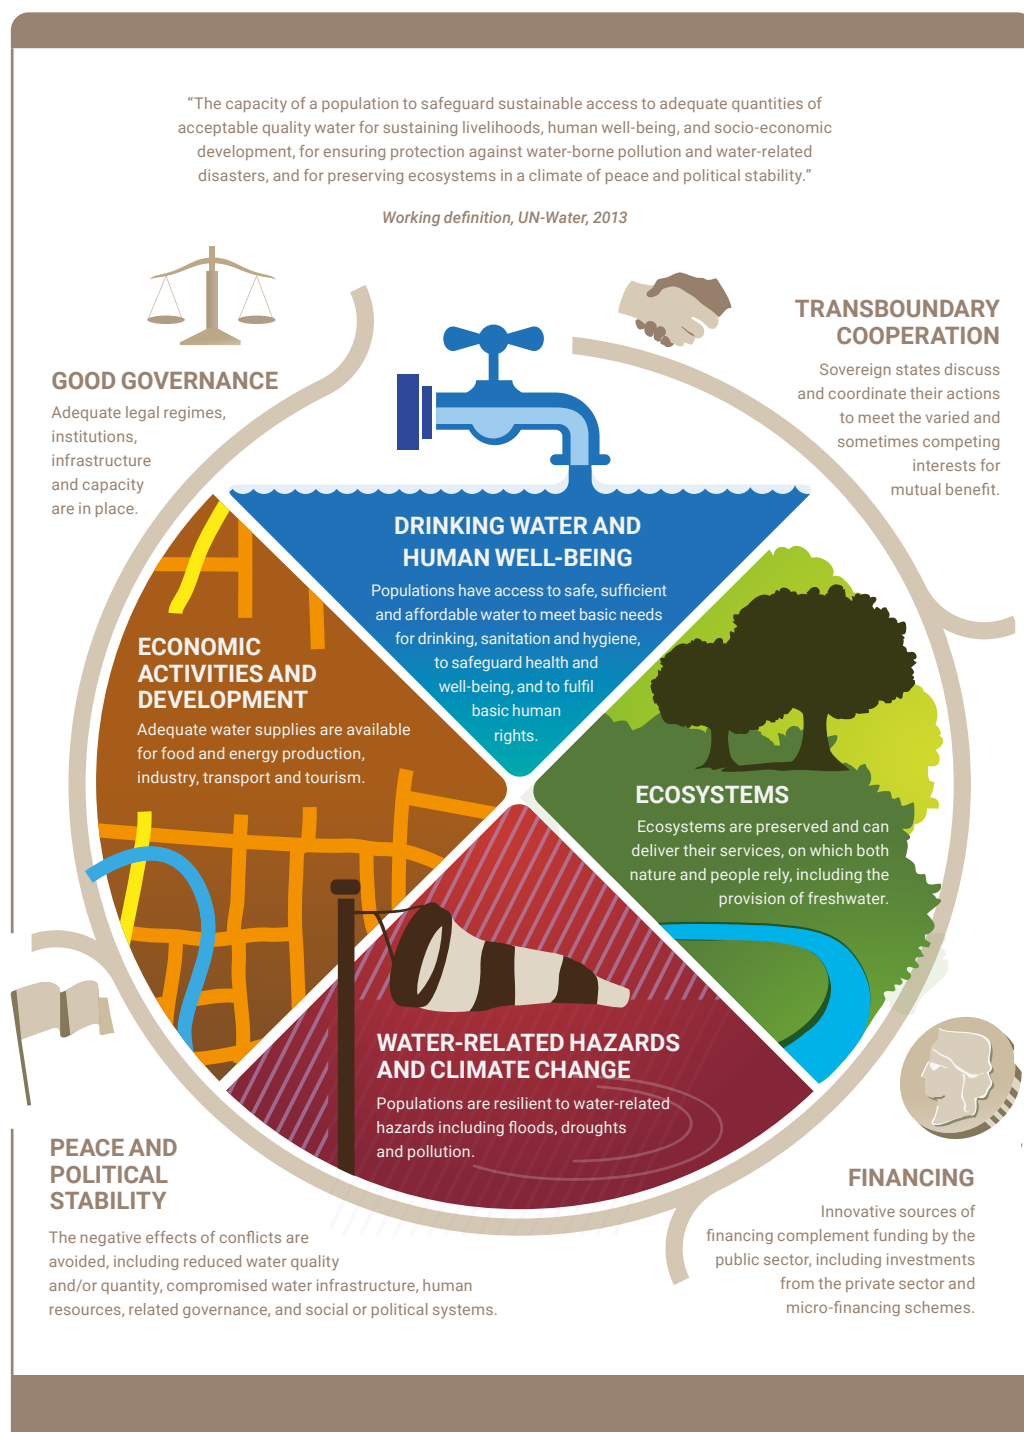 “The capacity of a population to safeguard sustainable access to adequate quantities of
acceptable quality water for sustaining livelihoods, human well-being, and socio-economic
development, for ensuring protection against water-borne pollution and water-related
disasters, and for preserving ecosystems in a climate of peace and political stability.”
Working definition, UN-Water, 2013
GOOD GOVERNANCE
Adequate legal regimes,
institutions,
infrastructure
and capacity
are in place.
TRANSBOUNDARY
COOPERATION
Sovereign states discuss
and coordinate their actions
to meet the varied and
sometimes competing
interests for
mutual benefit.
DRINKING WATER AND
HUMAN WELL-BEING
Populations have access to safe, sufficient
and affordable water to meet basic needs
for drinking, sanitation and hygiene,
to safeguard health and
well-being, and to fulfil
basic human
rights.
ECONOMIC
ACTIVITIES AND
DEVELOPMENT
Adequate water supplies are available
for food and energy production,
industry, transport and tourism.
ECOSYSTEMS
Ecosystems are preserved and can
deliver their services, on which both
nature and people rely, including the
provision of freshwater.
WATER-RELATED HAZARDS
AND CLIMATE CHANGE
Populations are resilient to water-related
hazards including floods, droughts
and pollution.
PEACE AND
POLITICAL
STABILITY
The negative effects of conflicts are
avoided, including reduced water quality
and/or quantity, compromised water infrastructure, human
resources, related governance, and social or political systems.
FINANCING
Innovative sources of
financing complement funding by the
public sector, including investments
from the private sector and
micro-financing schemes.